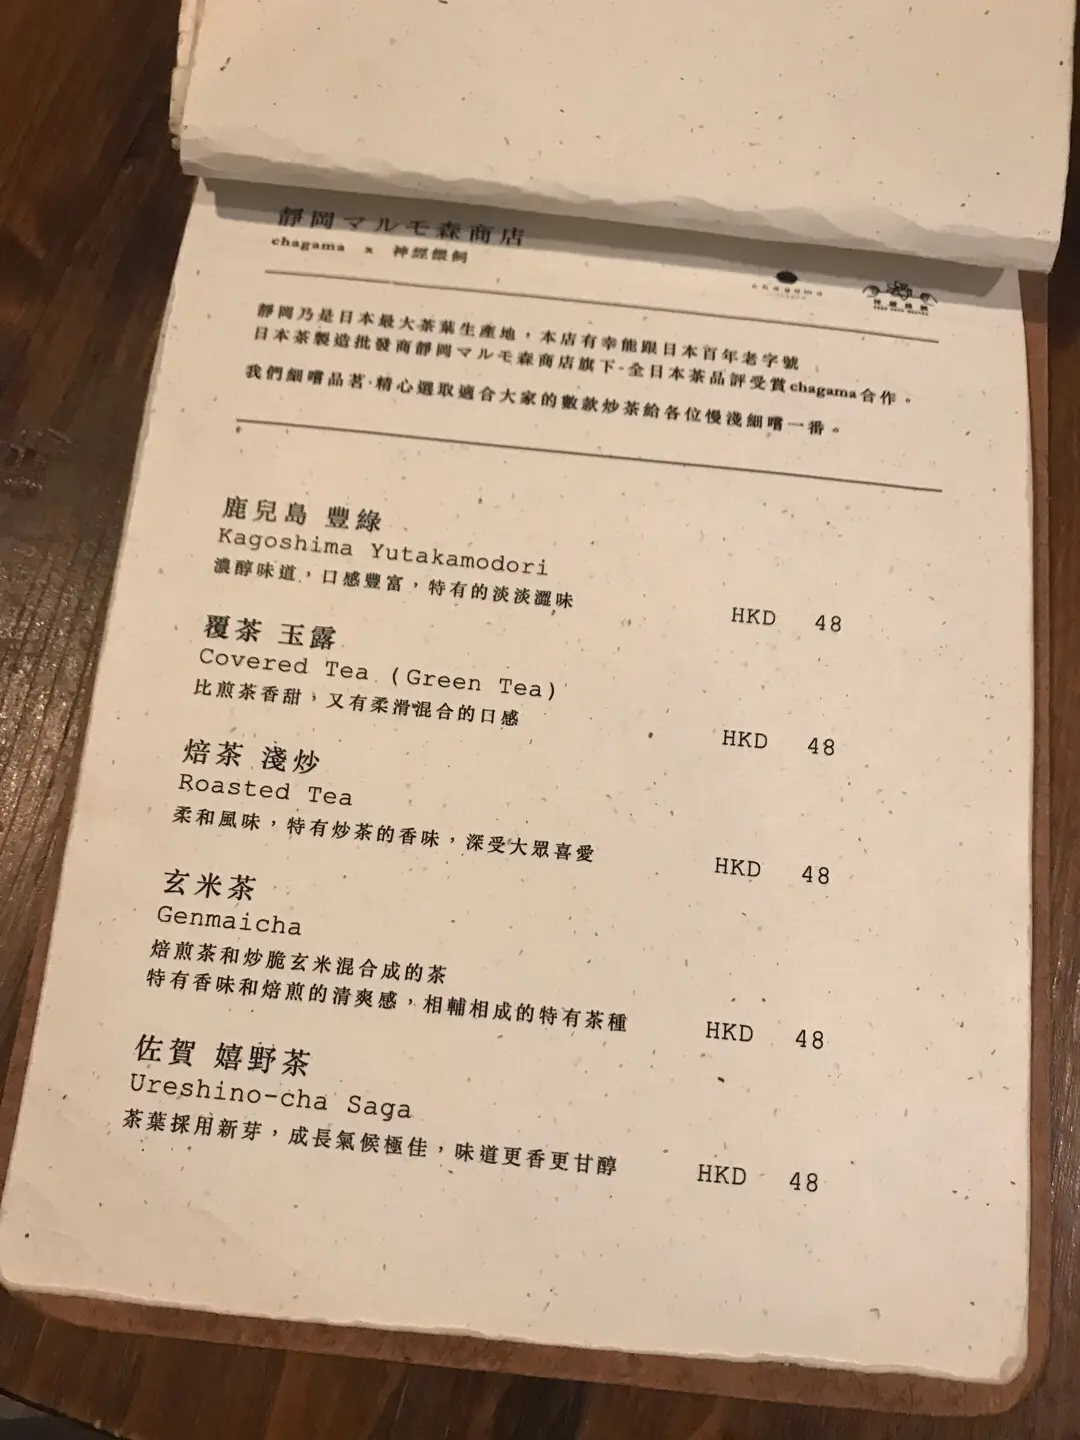 靜岡マルモ森商店
chagama x 神經餵飼
chagama
靜岡乃是日本最大茶葉生產地，本店有幸能跟日本百年老字號
日本茶製造批發商靜岡マルモ森商店旗下-全日本茶品評受賞chagama合作。
我們細嚐品茗·精心選取適合大家的數款炒茶給各位慢淺細嚐一番。
鹿兒島 豐綠
Kagoshima Yutakamodori
濃醇味道，口感豐富，特有的淡淡澀味
HKD 48
覆茶 玉露
Covered Tea (Green Tea)
比煎茶香甜，又有柔滑混合的口感
HKD 48
焙茶 淺炒
Roasted Tea
柔和風味，特有炒茶的香味，深受大眾喜愛
HKD 48
玄米茶
Genmaicha
焙煎茶和炒脆玄米混合成的茶
特有香味和焙煎的清爽感，相輔相成的特有茶種
HKD 48
佐賀 嬉野茶
Ureshino-cha Saga
茶葉採用新芽，成長氣候極佳，味道更香更甘醇
HKD 48